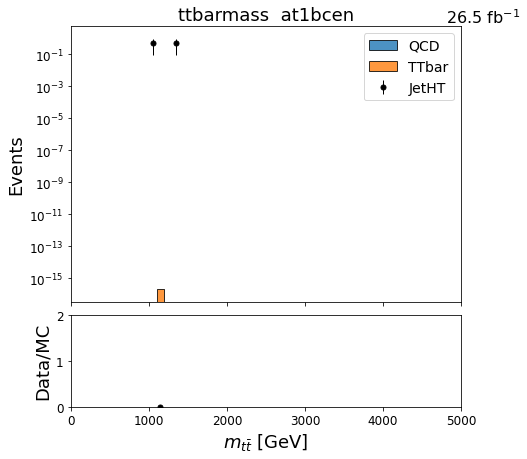 ttbarmass  at1bcen
26.5 fb⁻¹
QCD
TTbar
JetHT
Events
10⁻¹
10⁻³
10⁻⁵
10⁻⁷
10⁻⁹
10⁻¹¹
10⁻¹³
10⁻¹⁵
Data/MC
2
1
0
0 1000 2000 3000 4000 5000
m_{t\bar{t}} [GeV]